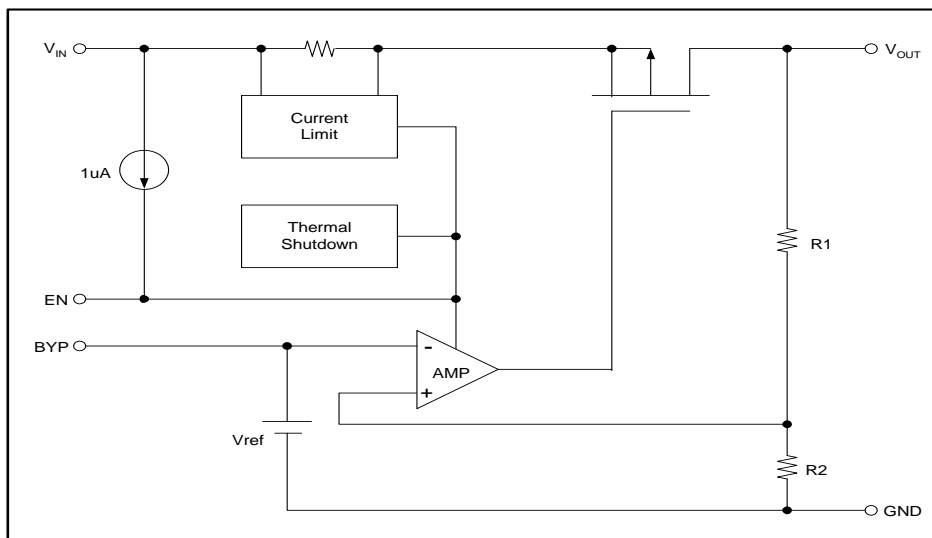 VIN
VOUT
Current
Limit
1uA
Thermal
Shutdown
R1
EN
BYP
-
AMP
+
Vref
R2
GND